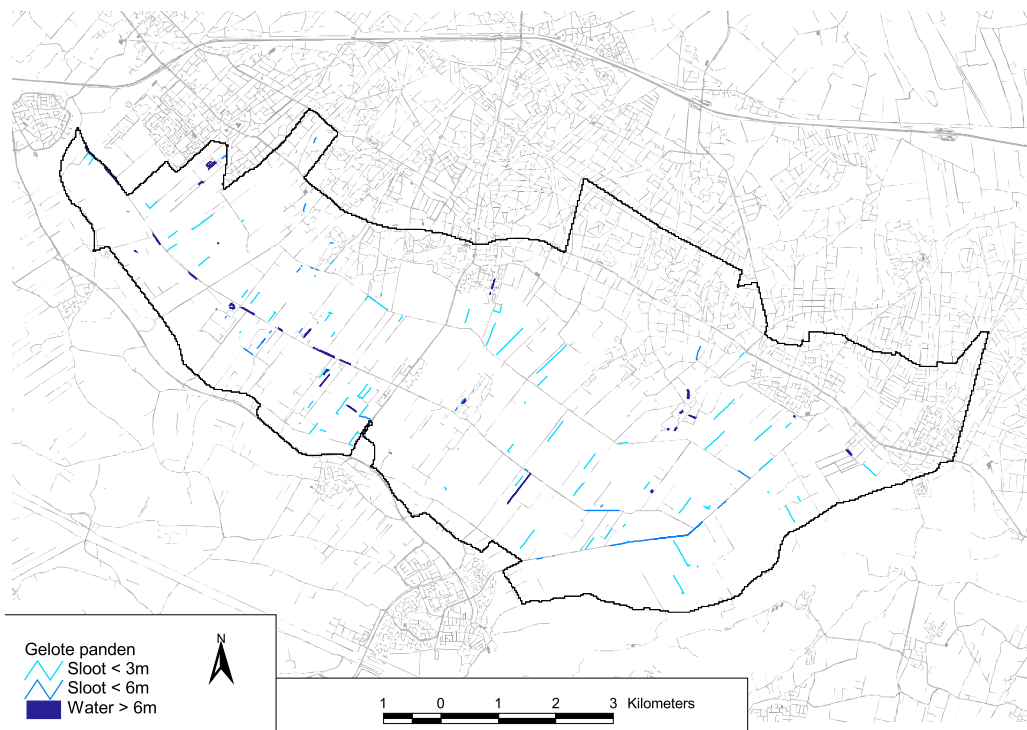 Gelote panden
Sloot < 3m
Sloot < 6m
Water > 6m
N
1 0 1 2 3 Kilometers